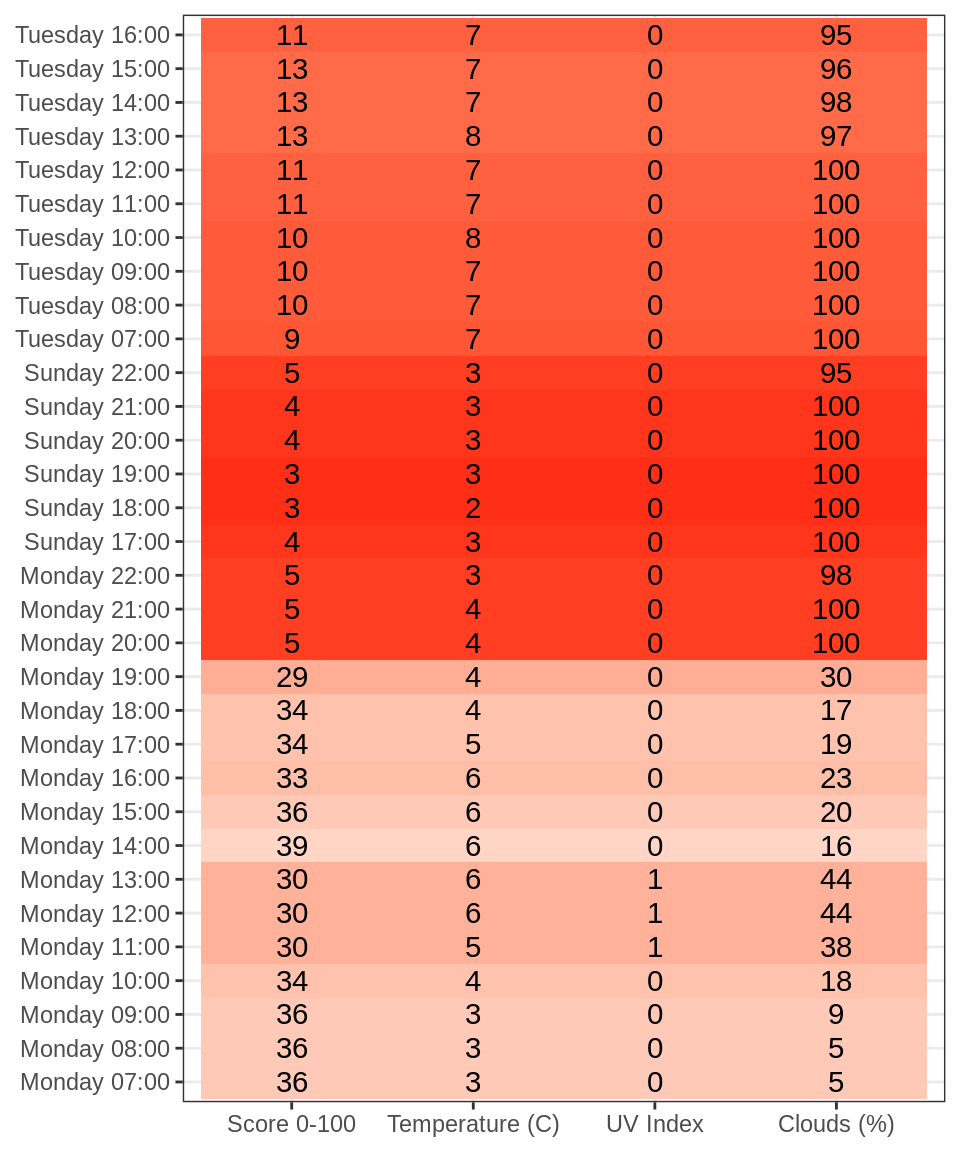 Tuesday 16:00 11 7 0 95
Tuesday 15:00 13 7 0 96
Tuesday 14:00 13 7 0 98
Tuesday 13:00 13 8 0 97
Tuesday 12:00 11 7 0 100
Tuesday 11:00 11 7 0 100
Tuesday 10:00 10 8 0 100
Tuesday 09:00 10 7 0 100
Tuesday 08:00 10 7 0 100
Tuesday 07:00 9 7 0 100
Sunday 22:00 5 3 0 95
Sunday 21:00 4 3 0 100
Sunday 20:00 4 3 0 100
Sunday 19:00 3 3 0 100
Sunday 18:00 3 2 0 100
Sunday 17:00 4 3 0 100
Monday 22:00 5 3 0 98
Monday 21:00 5 4 0 100
Monday 20:00 5 4 0 100
Monday 19:00 29 4 0 30
Monday 18:00 34 4 0 17
Monday 17:00 34 5 0 19
Monday 16:00 33 6 0 23
Monday 15:00 36 6 0 20
Monday 14:00 39 6 0 16
Monday 13:00 30 6 1 44
Monday 12:00 30 6 1 44
Monday 11:00 30 5 1 38
Monday 10:00 34 4 0 18
Monday 09:00 36 3 0 9
Monday 08:00 36 3 0 5
Monday 07:00 36 3 0 5
Score 0-100 Temperature (C) UV Index Clouds (%)